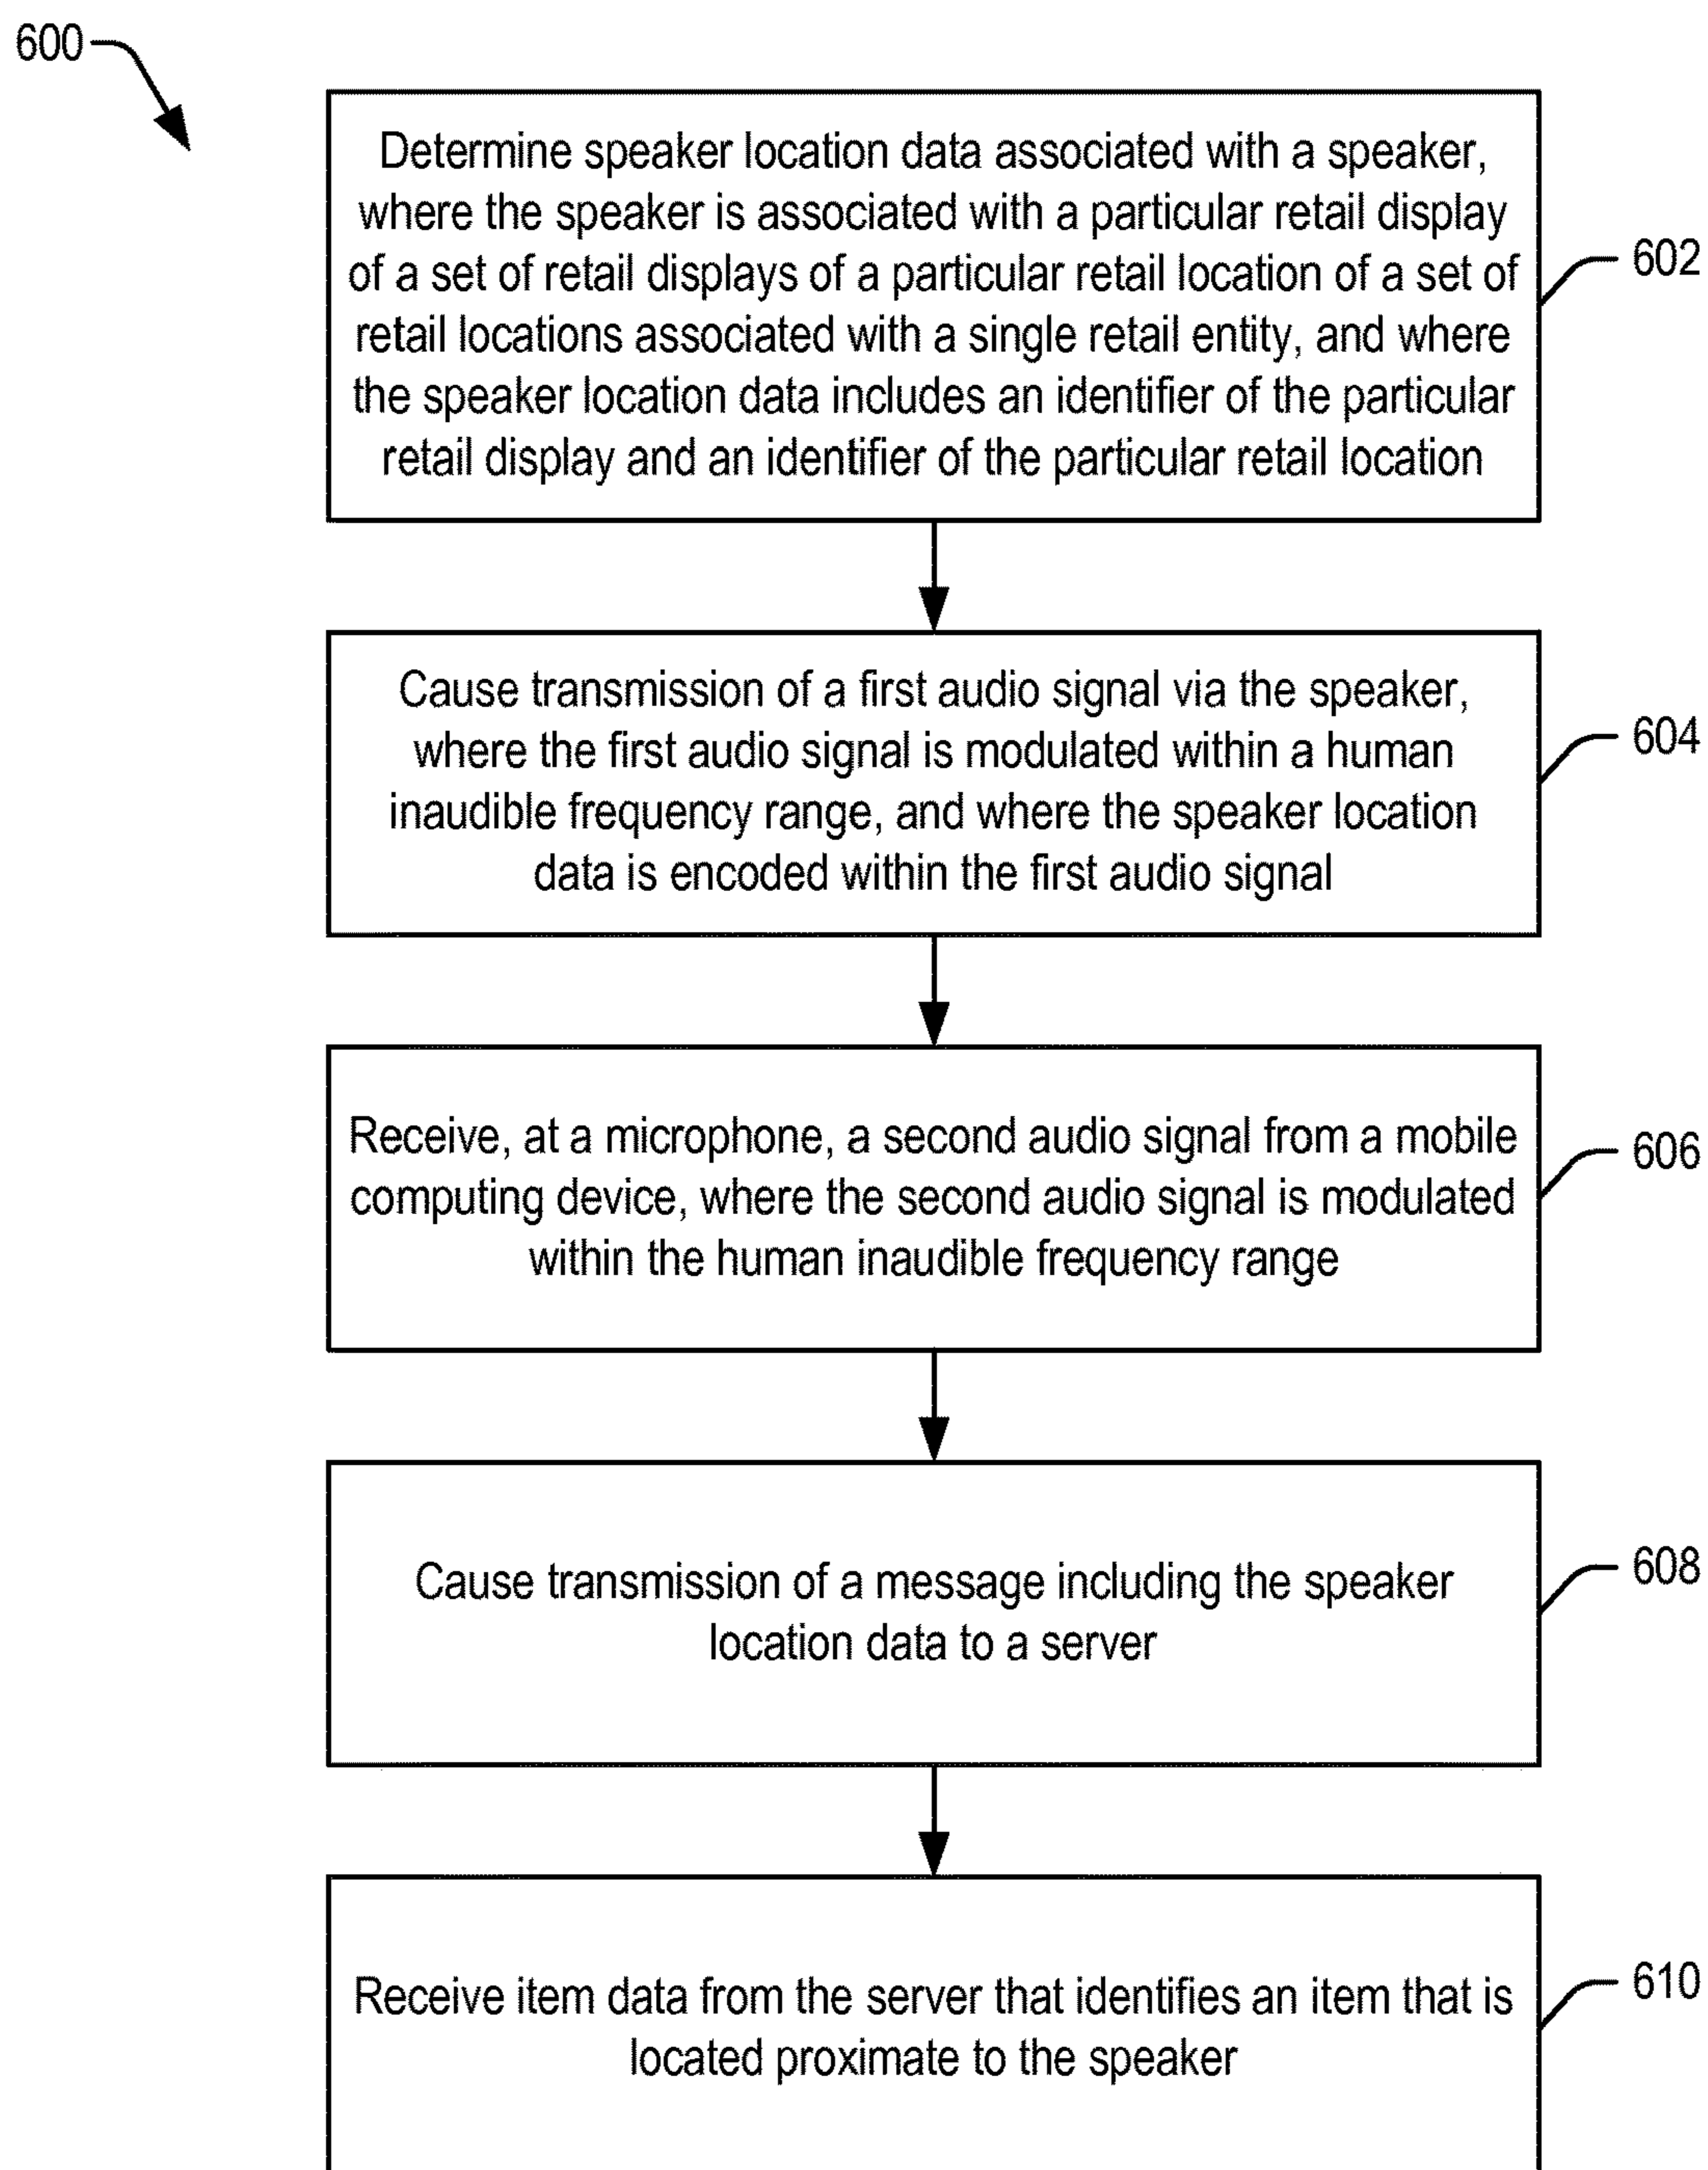 600
Determine speaker location data associated with a speaker,
where the speaker is associated with a particular retail display
of a set of retail displays of a particular retail location of a set of
retail locations associated with a single retail entity, and where
the speaker location data includes an identifier of the particular
retail display and an identifier of the particular retail location
602
Cause transmission of a first audio signal via the speaker,
where the first audio signal is modulated within a human
inaudible frequency range, and where the speaker location
data is encoded within the first audio signal
604
Receive, at a microphone, a second audio signal from a mobile
computing device, where the second audio signal is modulated
within the human inaudible frequency range
606
Cause transmission of a message including the speaker
location data to a server
608
Receive item data from the server that identifies an item that is
located proximate to the speaker
610